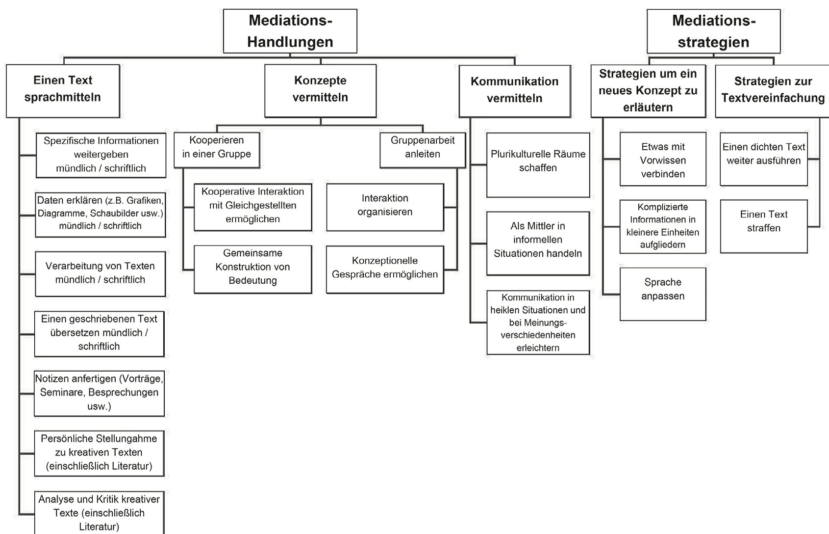 Mediations-
Handlungen
Mediations-
strategien
Einen Text
sprachmitteln
Konzepte
vermitteln
Kommunikation
vermitteln
Strategien um ein
neues Konzept zu
erläutern
Strategien zur
Textvereinfachung
Spezifische Informationen
weitergeben
mündlich / schriftlich
Daten erklären (z.B. Grafiken,
Diagramme, Schaubilder usw.)
mündlich / schriftlich
Verarbeitung von Texten
mündlich / schriftlich
Einen geschriebenen Text
übersetzen mündlich /
schriftlich
Notizen anfertigen (Vorträge,
Seminare, Besprechungen
usw.)
Persönliche Stellungahme
zu kreativen Texten
(einschließlich Literatur)
Analyse und Kritik kreativer
Texte (einschließlich
Literatur)
Kooperieren
in einer Gruppe
Kooperative Interaktion
mit Gleichgestellten
ermöglichen
Gemeinsame
Konstruktion von
Bedeutung
Gruppenarbeit
anleiten
Interaktion
organisieren
Konzeptionelle
Gespräche ermöglichen
Plurikulturelle Räume
schaffen
Als Mittler in
informellen
Situationen handeln
Kommunikation in
heiklen Situationen und
bei Meinungs-
verschiedenheiten
erleichtern
Etwas mit
Vorwissen
verbinden
Komplizierte
Informationen in
kleinere Einheiten
aufgliedern
Sprache
anpassen
Einen dichten Text
weiter ausführen
Einen Text
straffen